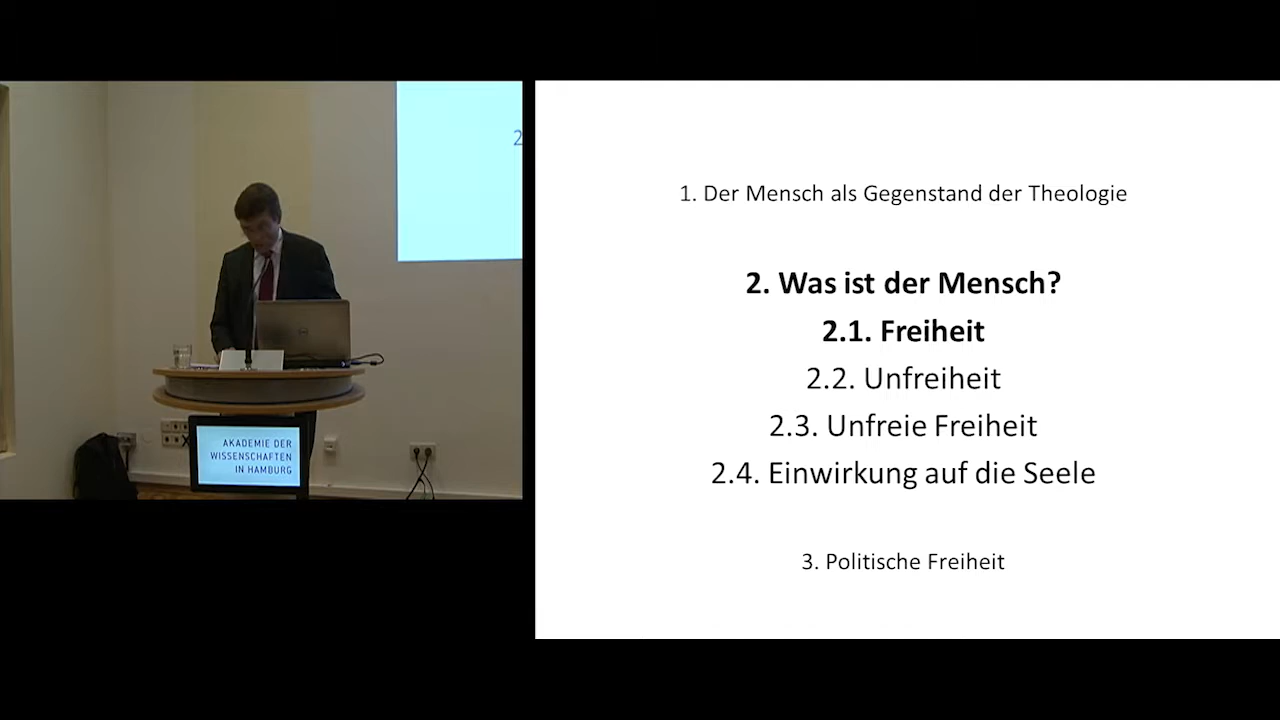 2
AKADEMIE DER
WISSENSCHAFTEN
IN HAMBURG
1. Der Mensch als Gegenstand der Theologie
2. Was ist der Mensch?
2.1. Freiheit
2.2. Unfreiheit
2.3. Unfreie Freiheit
2.4. Einwirkung auf die Seele
3. Politische Freiheit